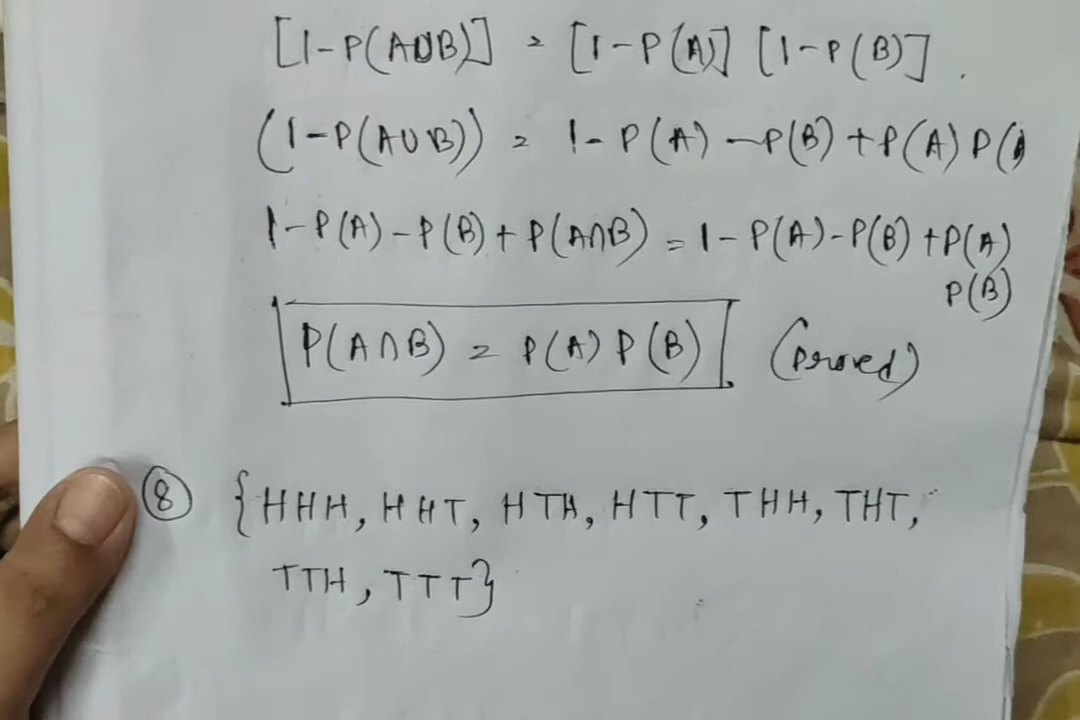 [1-P(A∪B)] = [1-P(A)] [1-P(B)].
(1-P(A∪B)) = 1-P(A)-P(B)+P(A)P(
1-P(A)-P(B)+P(A∩B) = 1-P(A)-P(B)+P(A)
P(B)
P(A∩B) = P(A)P(B) (Proved)
⑧ {HHH, HHT, HTH, HTT, THH, THT,
TTH, TTT}